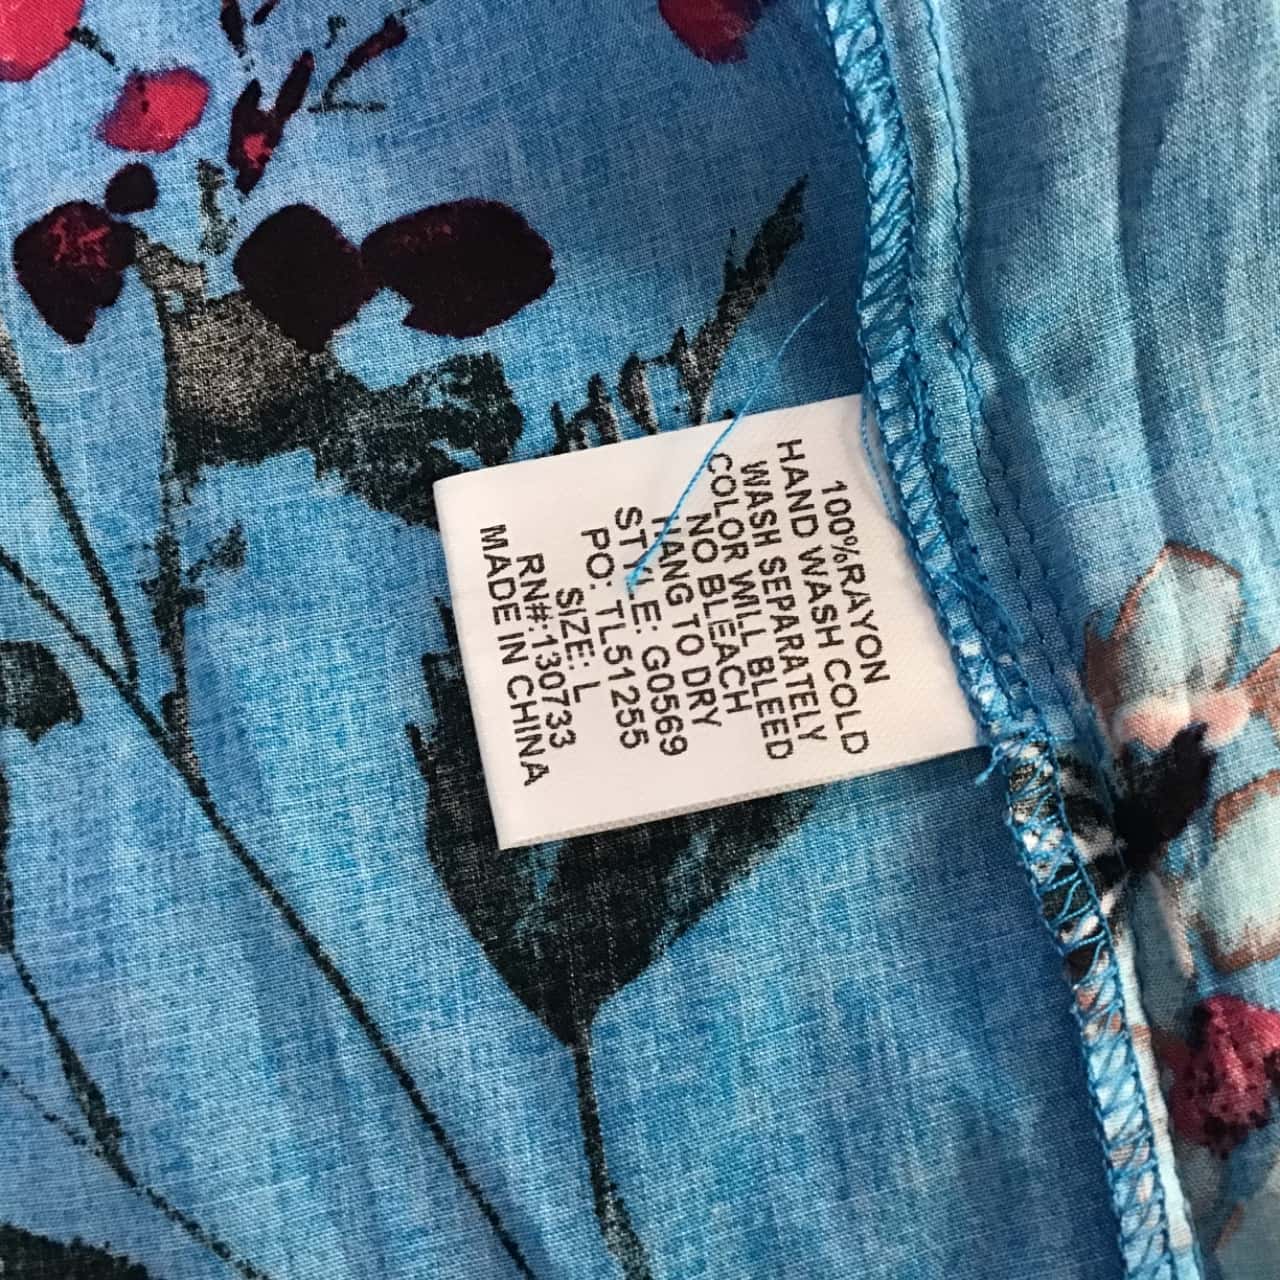 100%RAYON
HAND WASH COLD
WASH SEPARATELY
COLOR WILL BLEED
NO BLEACH
HANG TO DRY
STYLE: G0569
PO: TL51255
SIZE: L
RN#:130733
MADE IN CHINA